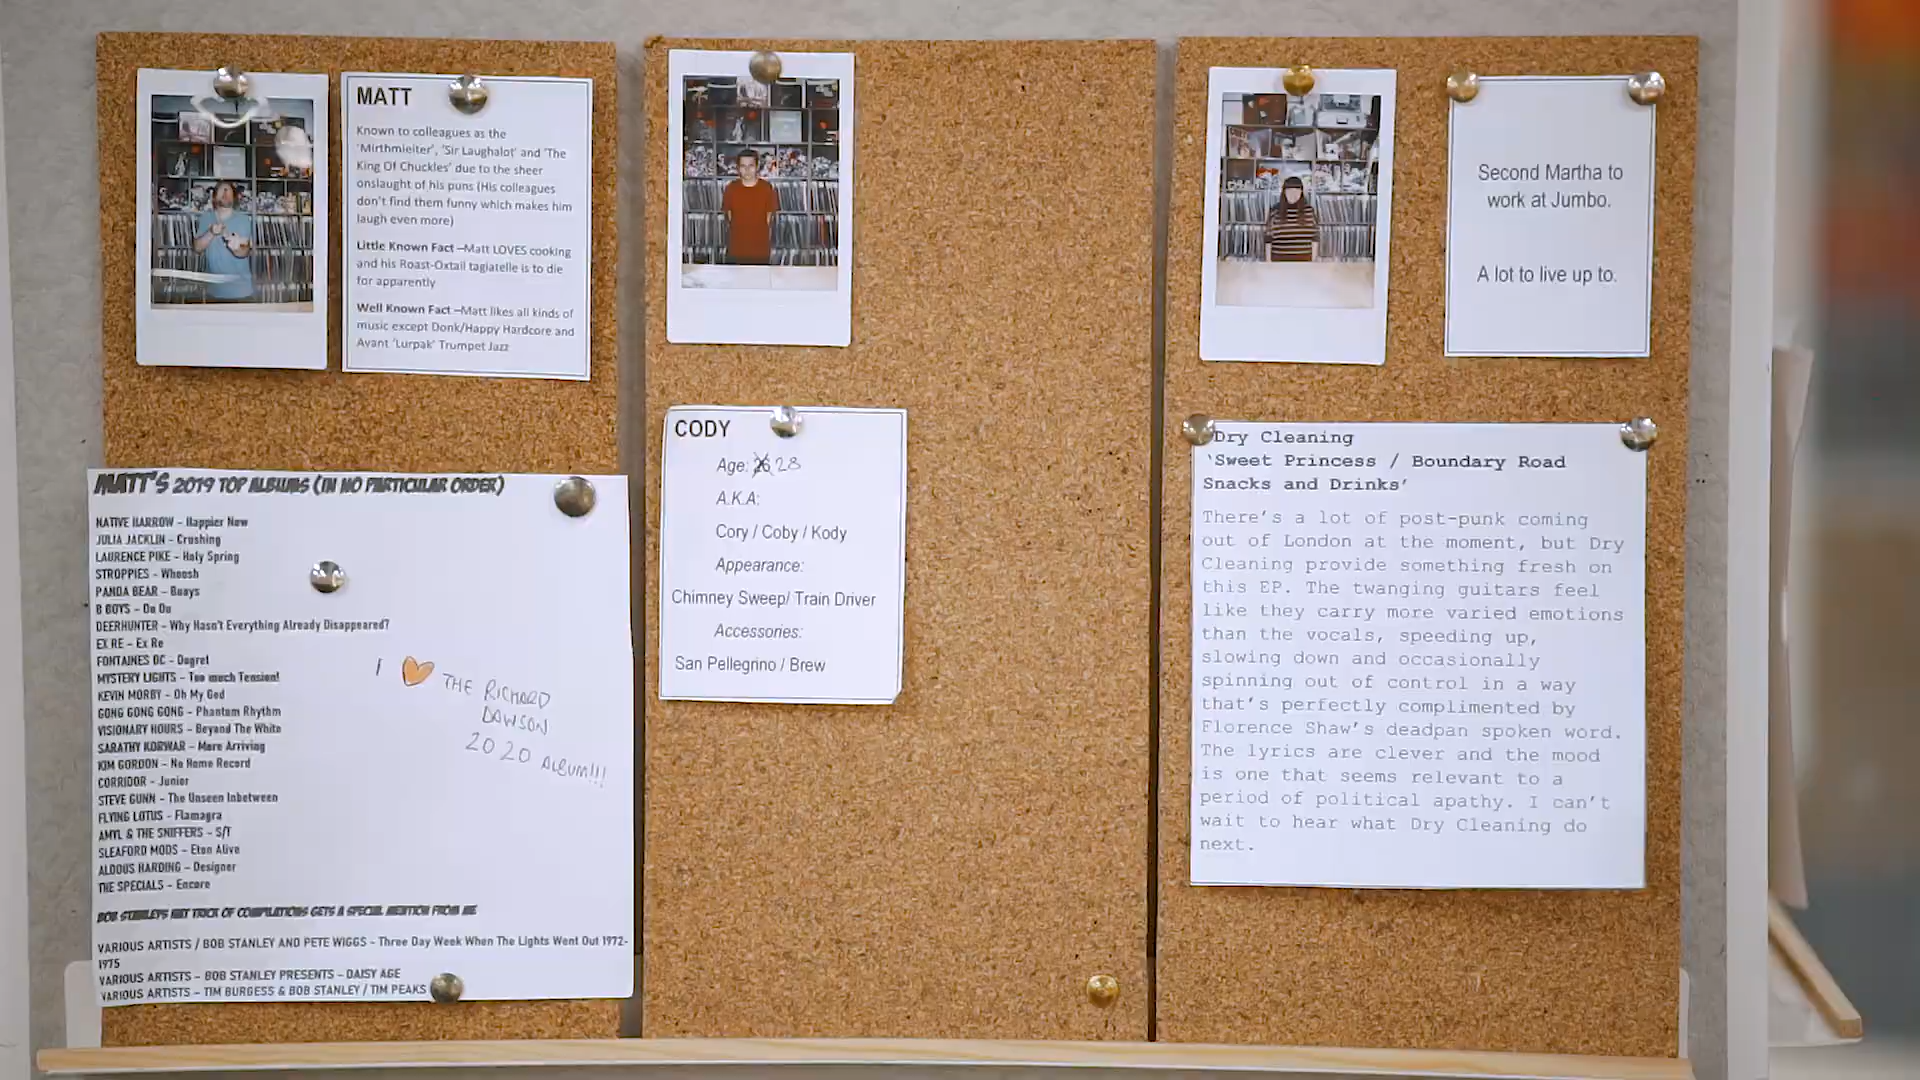 MATT
Known to colleagues as the
'Mirthmieiter', 'Sir Laughalot' and 'The
King Of Chuckles' due to the sheer
onslaught of his puns (His colleagues
don't find them funny which makes him
laugh even more)
Little Known Fact –Matt LOVES cooking
and his Roast-Oxtail tagiatelle is to die
for apparently
Well Known Fact –Matt likes all kinds of
music except Donk/Happy Hardcore and
Avant 'Lurpak' Trumpet Jazz
MATT'S 2019 TOP ALBUMS (IN NO PARTICULAR ORDER)
NATIVE HARROW – Happier Now
JULIA JACKLIN – Crushing
LAURENCE PIKE – Holy Spring
STROPPIES – Whoosh
PANDA BEAR – Buoys
B BOYS – Du Du
DEERHUNTER – Why Hasn't Everything Already Disappeared?
EX RE – Ex Re
FONTAINES DC – Dogrel
MYSTERY LIGHTS – Too much Tension!
KEVIN MORBY – Oh My God
GONG GONG GONG – Phantom Rhythm
VISIONARY HOURS – Beyond The White
SARATHY KORWAR – More Arriving
KIM GORDON – No Home Record
CORRIDOR – Junior
STEVE GUNN – The Unseen Inbetween
FLYING LOTUS – Flamagra
AMYL & THE SNIFFERS – S/T
SLEAFORD MODS – Eton Alive
ALDOUS HARDING – Designer
THE SPECIALS – Encore
BOB STANLEYS HAT TRICK OF COMPILATIONS GETS A SPECIAL MENTION FROM ME
VARIOUS ARTISTS / BOB STANLEY AND PETE WIGGS – Three Day Week When The Lights Went Out 1972-
1975
VARIOUS ARTISTS – BOB STANLEY PRESENTS – DAISY AGE
VARIOUS ARTISTS – TIM BURGESS & BOB STANLEY / TIM PEAKS
I ♡ THE RICHARD
DAWSON
2020 ALBUM!!!
CODY
Age: 26 28
A.K.A:
Cory / Coby / Kody
Appearance:
Chimney Sweep/ Train Driver
Accessories:
San Pellegrino / Brew
Second Martha to
work at Jumbo.
A lot to live up to.
Dry Cleaning
'Sweet Princess / Boundary Road
Snacks and Drinks'
There's a lot of post-punk coming
out of London at the moment, but Dry
Cleaning provide something fresh on
this EP. The twanging guitars feel
like they carry more varied emotions
than the vocals, speeding up,
slowing down and occasionally
spinning out of control in a way
that's perfectly complimented by
Florence Shaw's deadpan spoken word.
The lyrics are clever and the mood
is one that seems relevant to a
period of political apathy. I can't
wait to hear what Dry Cleaning do
next.